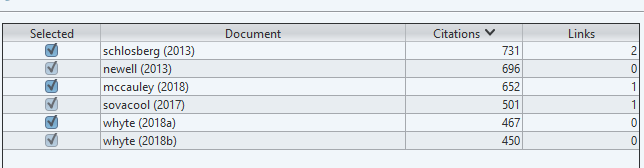 Selected Document Citations Links
schlosberg (2013) 731 2
newell (2013) 696 0
mccauley (2018) 652 1
sovacool (2017) 501 1
whyte (2018a) 467 0
whyte (2018b) 450 0